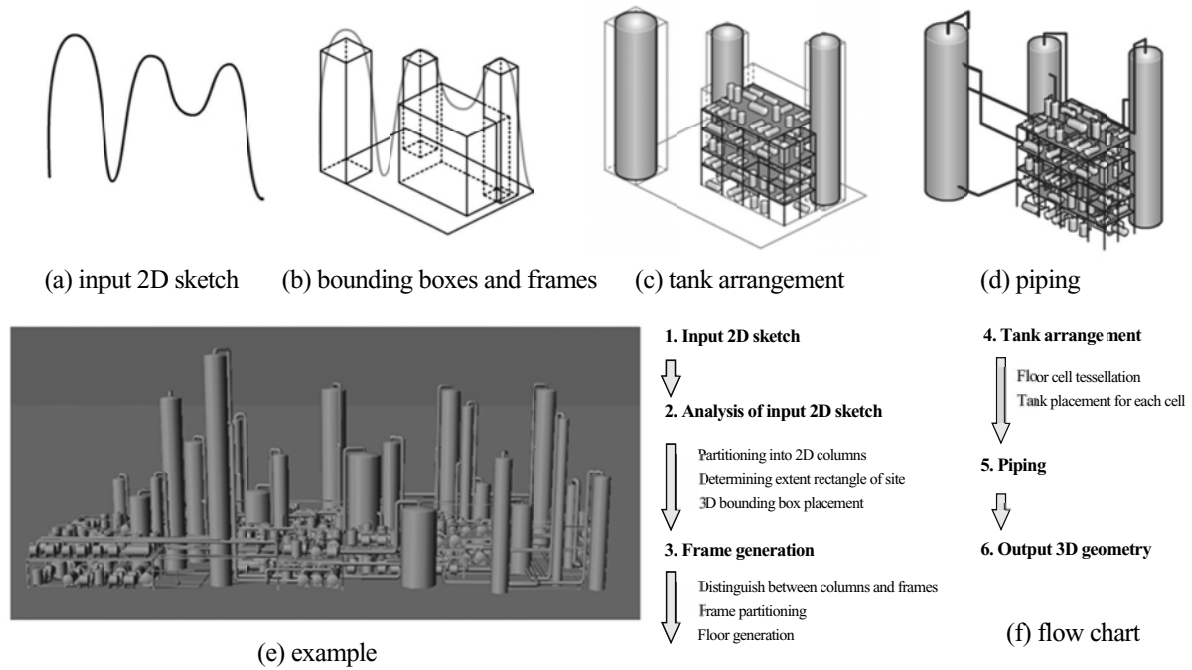 (a) input 2D sketch
(b) bounding boxes and frames
(c) tank arrangement
(d) piping
1. Input 2D sketch
2. Analysis of input 2D sketch
Partitioning into 2D columns
Determining extent rectangle of site
3D bounding box placement
3. Frame generation
Distinguish between columns and frames
Frame partitioning
Floor generation
4. Tank arrangement
Floor cell tessellation
Tank placement for each cell
5. Piping
6. Output 3D geometry
(e) example
(f) flow chart